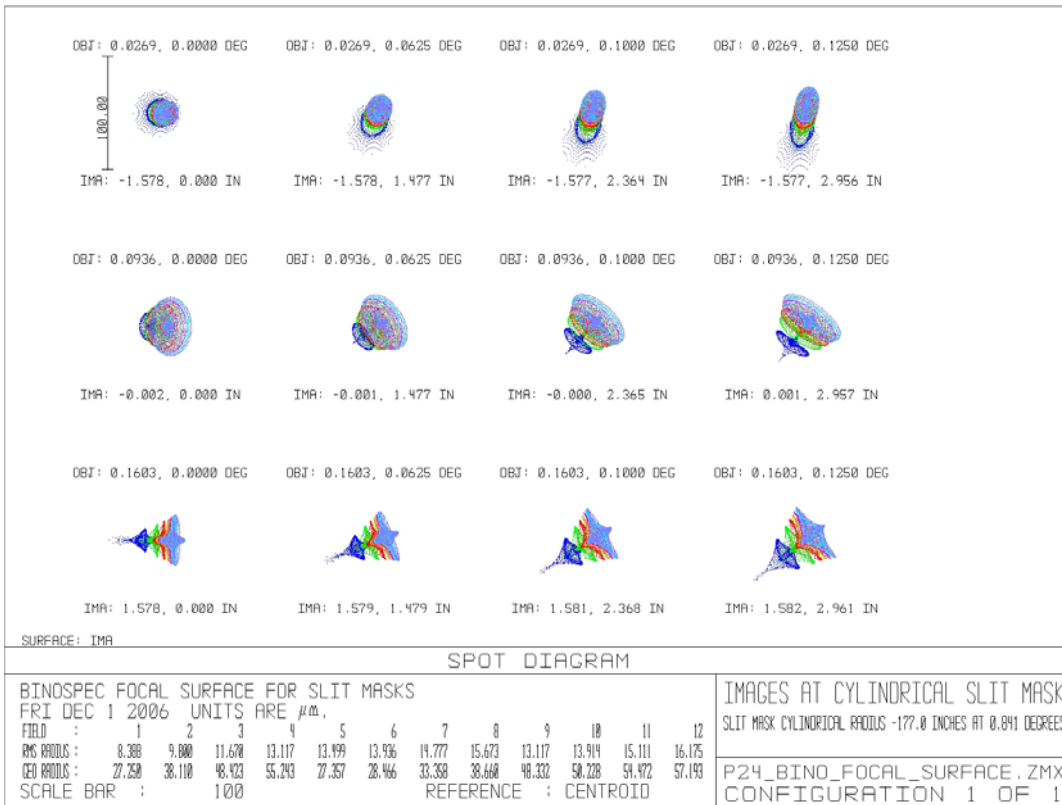 OBJ: 0.0269, 0.0000 DEG OBJ: 0.0269, 0.0625 DEG OBJ: 0.0269, 0.1000 DEG OBJ: 0.0269, 0.1250 DEG
100.00
IMA: -1.578, 0.000 IN IMA: -1.578, 1.477 IN IMA: -1.577, 2.364 IN IMA: -1.577, 2.956 IN
OBJ: 0.0936, 0.0000 DEG OBJ: 0.0936, 0.0625 DEG OBJ: 0.0936, 0.1000 DEG OBJ: 0.0936, 0.1250 DEG
IMA: -0.002, 0.000 IN IMA: -0.001, 1.477 IN IMA: -0.000, 2.365 IN IMA: 0.001, 2.957 IN
OBJ: 0.1603, 0.0000 DEG OBJ: 0.1603, 0.0625 DEG OBJ: 0.1603, 0.1000 DEG OBJ: 0.1603, 0.1250 DEG
IMA: 1.578, 0.000 IN IMA: 1.579, 1.479 IN IMA: 1.581, 2.368 IN IMA: 1.582, 2.961 IN
SURFACE: IMA
SPOT DIAGRAM
BINOSPEC FOCAL SURFACE FOR SLIT MASKS
FRI DEC 1 2006 UNITS ARE µm.
FIELD : 1 2 3 4 5 6 7 8 9 10 11 12
RMS RADIUS : 8.388 9.800 11.670 13.117 13.499 13.936 14.777 15.673 13.117 13.914 15.111 16.175
GEO RADIUS : 27.250 38.110 48.423 55.243 27.357 28.466 33.358 38.660 48.332 50.228 54.472 57.193
SCALE BAR : 100 REFERENCE : CENTROID
IMAGES AT CYLINDRICAL SLIT MASK
SLIT MASK CYLINDRICAL RADIUS -177.0 INCHES AT 0.841 DEGREES
P24_BINO_FOCAL_SURFACE.ZMX
CONFIGURATION 1 OF 1